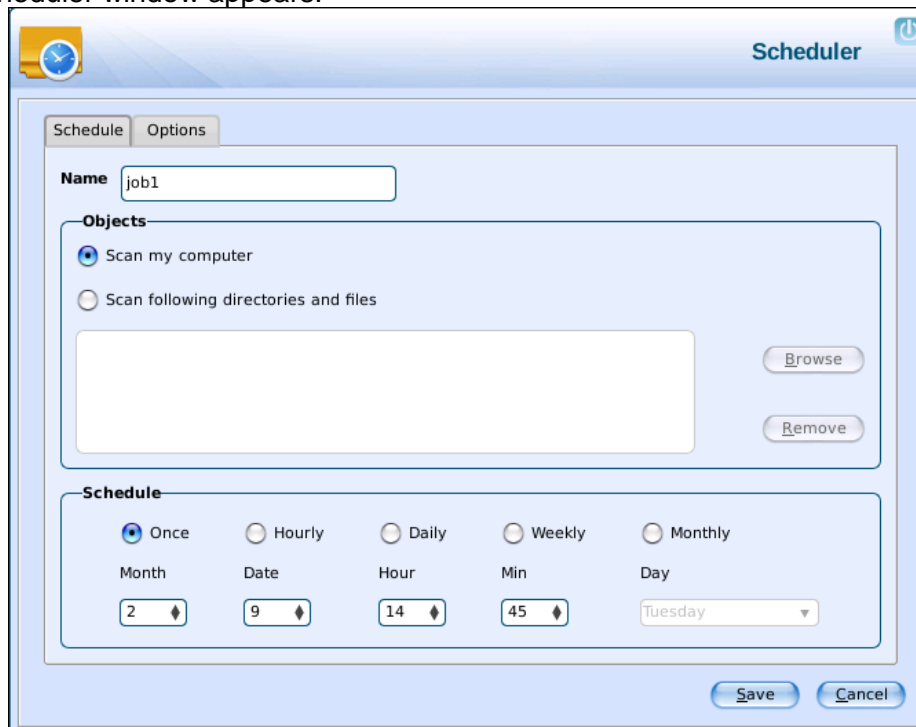 heduler window appears.
Scheduler
Schedule Options
Name job1
Objects
Scan my computer
Scan following directories and files
Browse
Remove
Schedule
Once Hourly Daily Weekly Monthly
Month Date Hour Min Day
2 9 14 45 Tuesday
Save Cancel